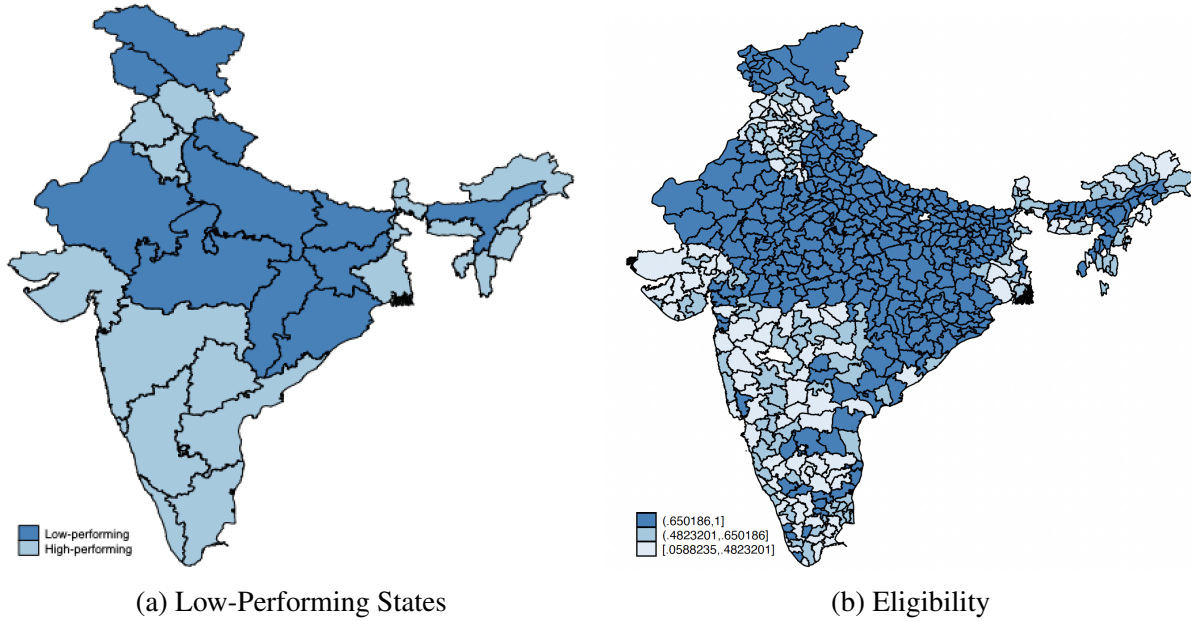 Low-performing
High-performing
(a) Low-Performing States
(.650186,1]
(.4823201,.650186]
[.0588235,.4823201]
(b) Eligibility